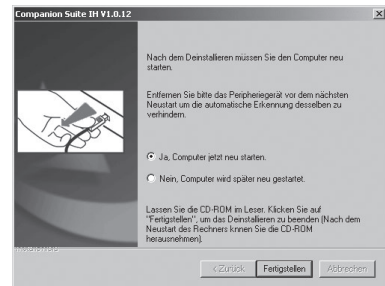 Companion Suite IH V1.0.12
Nach dem Deinstallieren müssen Sie den Computer neu
starten.
Entfernen Sie bitte das Peripheriegerät vor dem nächsten
Neustart um die automatische Erkennung desselben zu
verhindern.
Ja, Computer jetzt neu starten.
Nein, Computer wird später neu gestartet.
Lassen Sie die CD-ROM im Leser. Klicken Sie auf
"Fertigstellen", um das Deinstallieren zu beenden (Nach dem
Neustart des Rechners knnen Sie die CD-ROM
herausnehmen).
< Zurück Fertigstellen Abbrechen